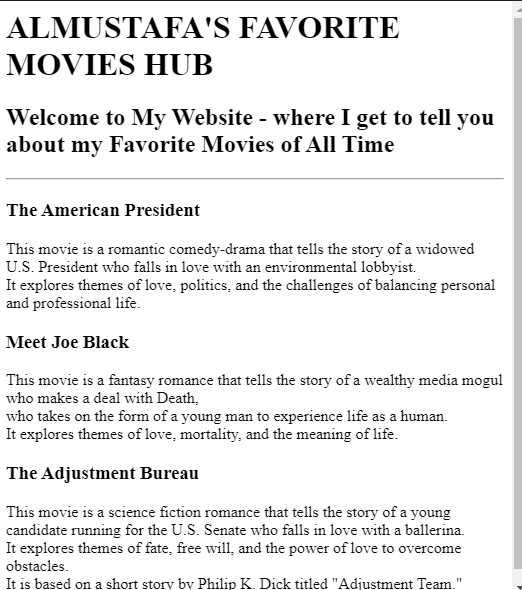 ALMUSTAFA'S FAVORITE
MOVIES HUB
Welcome to My Website - where I get to tell you
about my Favorite Movies of All Time
The American President
This movie is a romantic comedy-drama that tells the story of a widowed
U.S. President who falls in love with an environmental lobbyist.
It explores themes of love, politics, and the challenges of balancing personal
and professional life.
Meet Joe Black
This movie is a fantasy romance that tells the story of a wealthy media mogul
who makes a deal with Death,
who takes on the form of a young man to experience life as a human.
It explores themes of love, mortality, and the meaning of life.
The Adjustment Bureau
This movie is a science fiction romance that tells the story of a young
candidate running for the U.S. Senate who falls in love with a ballerina.
It explores themes of fate, free will, and the power of love to overcome
obstacles.
It is based on a short story by Philip K. Dick titled "Adjustment Team."